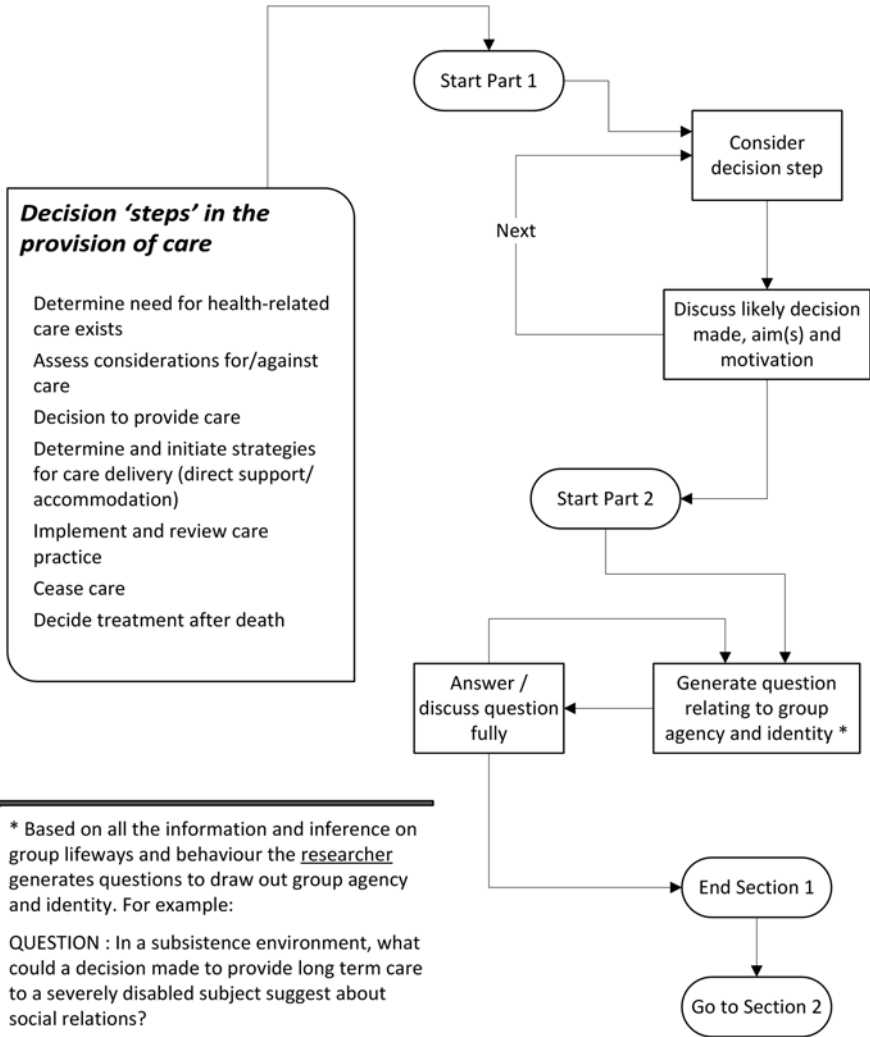 Start Part 1
Consider
decision step
Next
Decision ‘steps’ in the
provision of care
Determine need for health-related
care exists
Assess considerations for/against
care
Decision to provide care
Determine and initiate strategies
for care delivery (direct support/
accommodation)
Implement and review care
practice
Cease care
Decide treatment after death
Discuss likely decision
made, aim(s) and
motivation
Start Part 2
Answer /
discuss question
fully
Generate question
relating to group
agency and identity *
* Based on all the information and inference on
group lifeways and behaviour the researcher
generates questions to draw out group agency
and identity. For example:
QUESTION : In a subsistence environment, what
could a decision made to provide long term care
to a severely disabled subject suggest about
social relations?
End Section 1
Go to Section 2